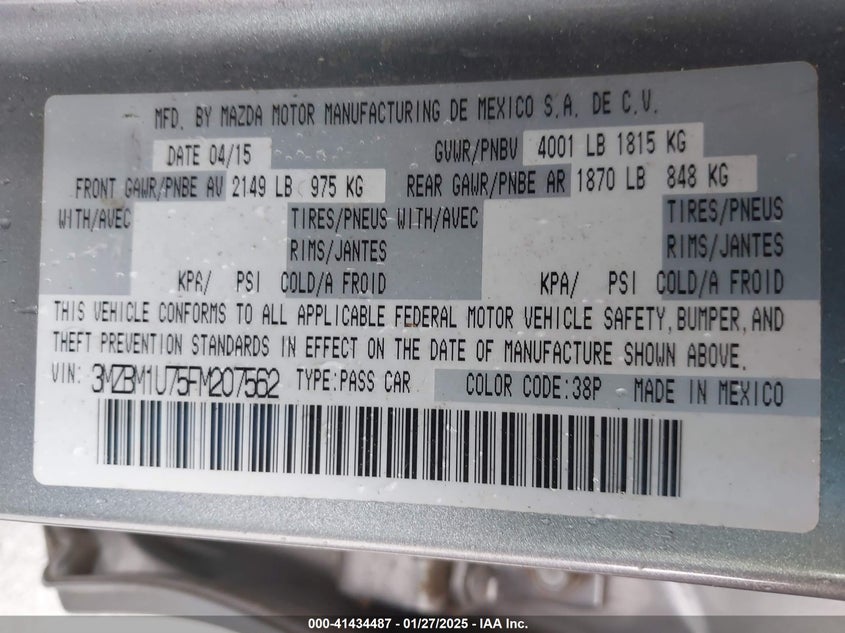 MFD. BY MAZDA MOTOR MANUFACTURING DE MEXICO S.A. DE C.V.
DATE 04/15 GVWR/PNBV 4001 LB 1815 KG
FRONT GAWR/PNBE AV 2149 LB 975 KG REAR GAWR/PNBE AR 1870 LB 848 KG
WITH/AVEC TIRES/PNEUS WITH/AVEC TIRES/PNEUS
RIMS/JANTES RIMS/JANTES
KPA/ PSI COLD/A FROID KPA/ PSI COLD/A FROID
THIS VEHICLE CONFORMS TO ALL APPLICABLE FEDERAL MOTOR VEHICLE SAFETY, BUMPER, AND
THEFT PREVENTION STANDARDS IN EFFECT ON THE DATE OF MANUFACTURE SHOWN ABOVE.
VIN: 3MZBM1U75FM207562 TYPE:PASS CAR COLOR CODE:38P MADE IN MEXICO
000-41434487 - 01/27/2025 - IAA Inc.